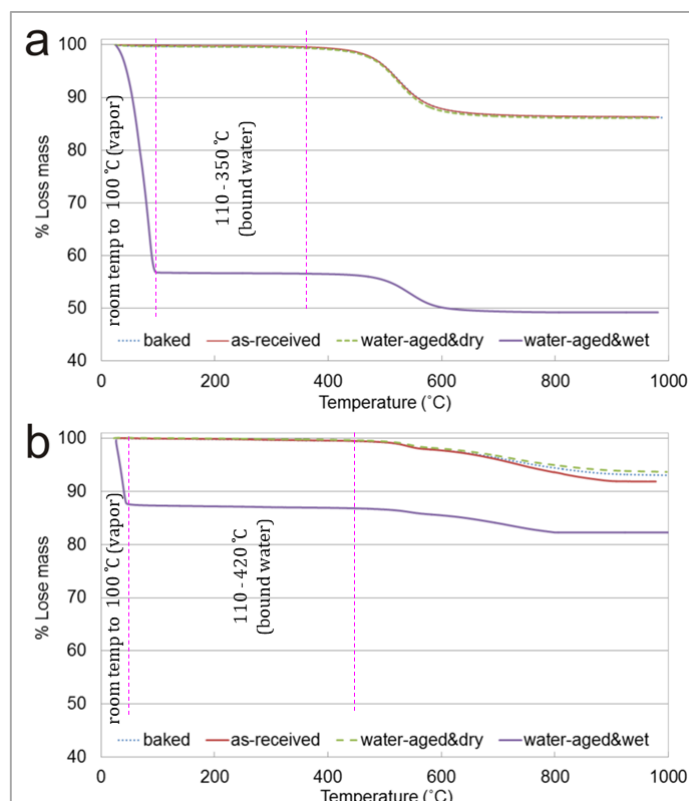 a
100
90
80
70
60
50
40
% Loss mass
room temp to 100 ℃ (vapor)
110 - 350 ℃
(bound water)
baked as-received water-aged&dry water-aged&wet
0 200 400 600 800 1000
Temperature (˚C)
b
100
90
80
70
60
50
40
% Lose mass
room temp to 100 ℃ (vapor)
110 - 420 ℃
(bound water)
baked as-received water-aged&dry water-aged&wet
0 200 400 600 800 1000
Temperature (˚C)